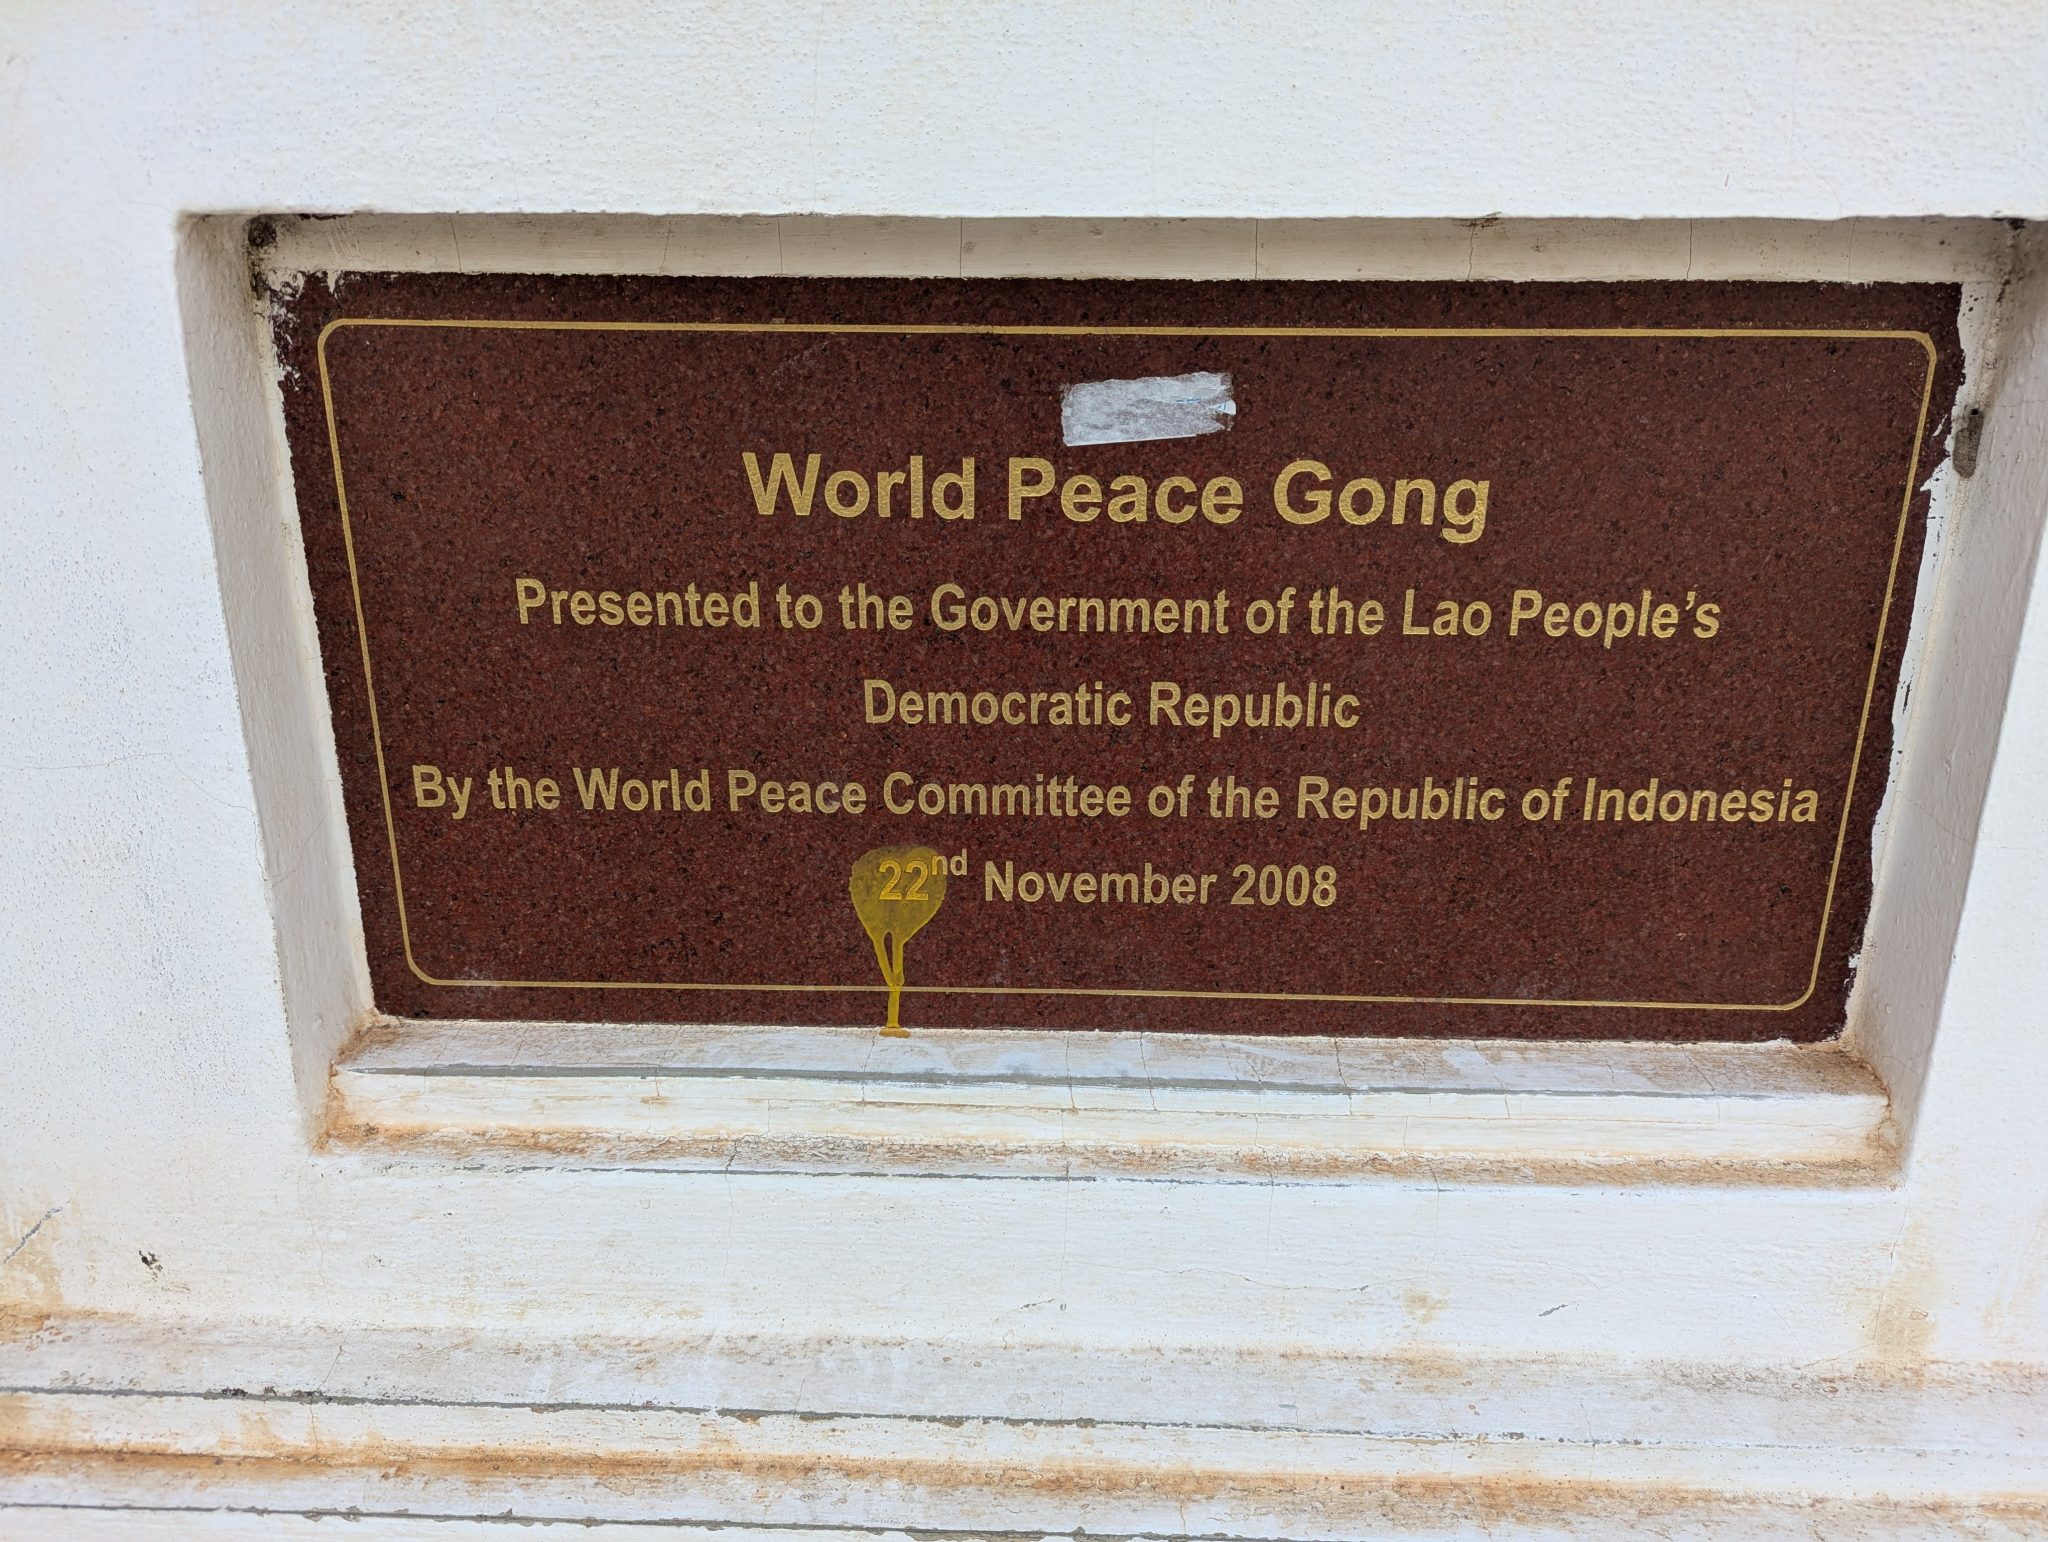 World Peace Gong
Presented to the Government of the Lao People’s
Democratic Republic
By the World Peace Committee of the Republic of Indonesia
22nd November 2008